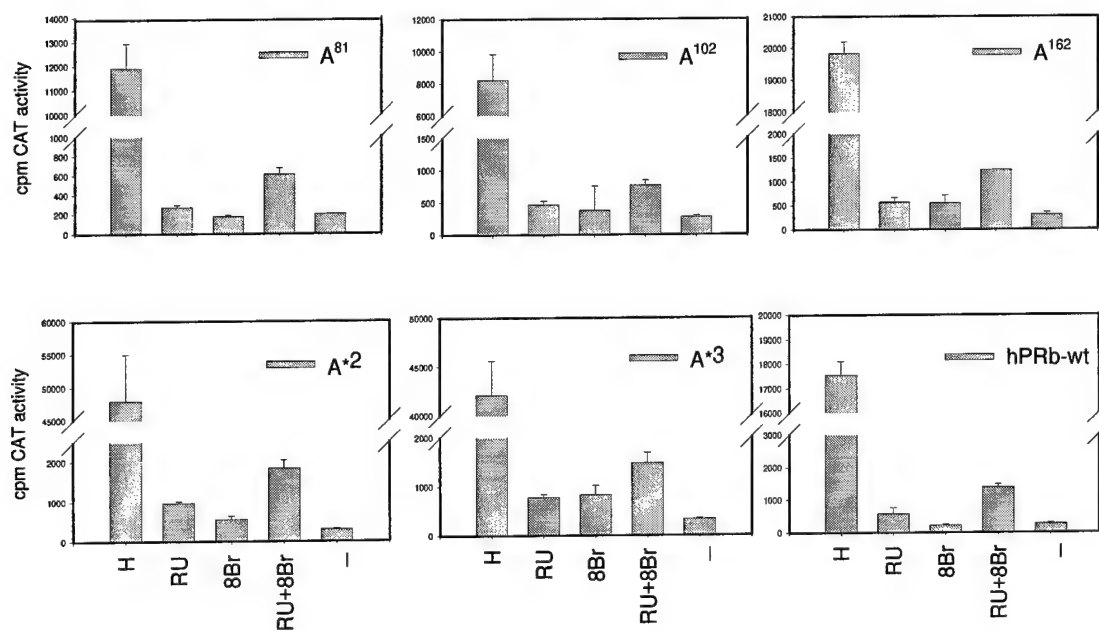 cpm CAT activity
14000
13000
12000
11000
10000
1000
800
600
400
200
0
A81
12000
10000
8000
6000
1500
1000
500
0
A102
21000
20000
19000
18000
2000
1500
1000
500
0
A162
cpm CAT activity
60000
55000
50000
45000
2000
1000
0
A*2
H
RU
8Br
RU+8Br
–
50000
45000
40000
2000
1000
0
A*3
H
RU
8Br
RU+8Br
–
20000
19000
18000
17000
16000
3000
2000
1000
0
hPRb-wt
H
RU
8Br
RU+8Br
–